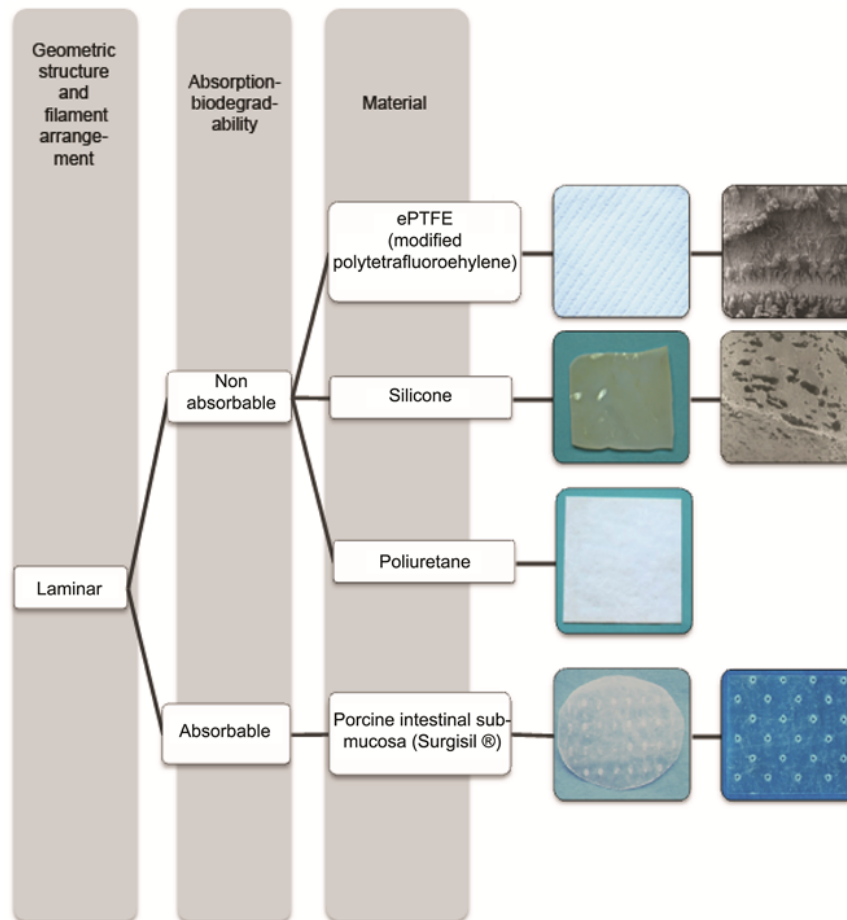 Geometric
structure
and
filament
arrange-
ment
Absorption-
biodegrad-
ability
Material
ePTFE
(modified
polytetrafluoroehylene)
Non
absorbable
Silicone
Poliuretane
Laminar
Absorbable
Porcine intestinal sub-
mucosa (Surgisil ®)